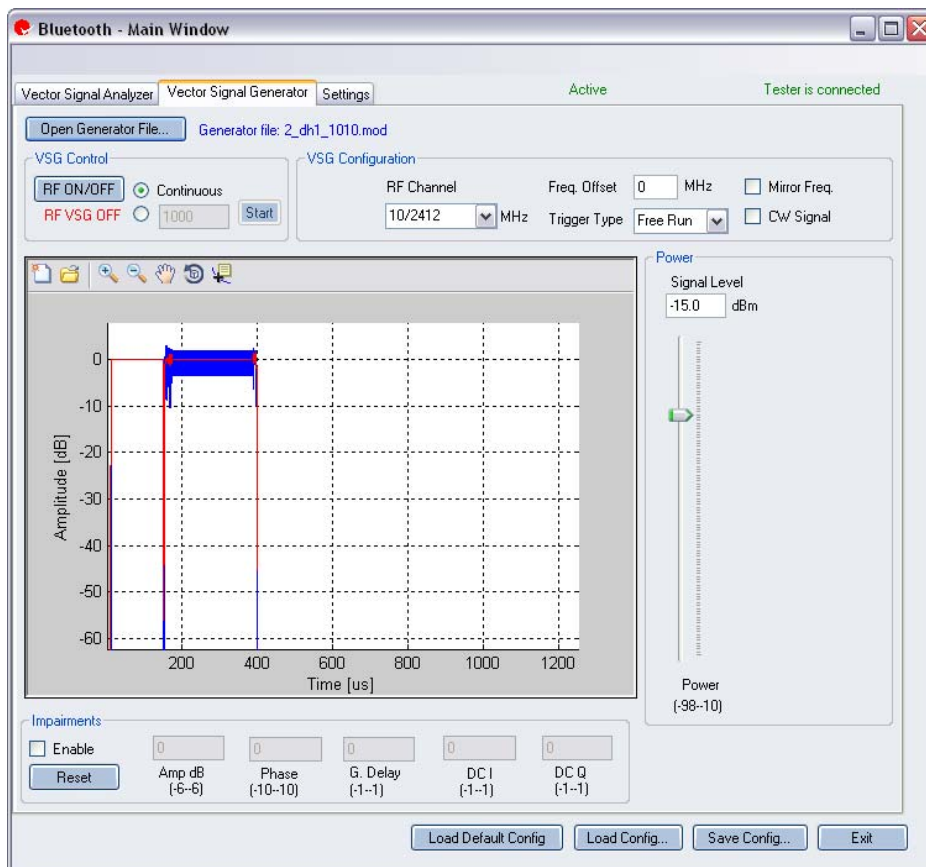 Bluetooth - Main Window
Vector Signal Analyzer Vector Signal Generator Settings Active Tester is connected
Open Generator File... Generator file: 2_dh1_1010.mod
VSG Control VSG Configuration
RF ON/OFF Continuous RF Channel Freq. Offset 0 MHz Mirror Freq.
RF VSG OFF 1000 Start 10/2412 MHz Trigger Type Free Run CW Signal
Power
Signal Level
-15.0 dBm
0
-10
-20
-30
-40
-50
-60
Amplitude [dB]
200 400 600 800 1000 1200
Time [us]
Power
(-98--10)
Impairments
Enable 0 0 0 0 0
Reset Amp dB Phase G. Delay DC I DC Q
(-6--6) (-10--10) (-1--1) (-1--1) (-1--1)
Load Default Config Load Config... Save Config... Exit